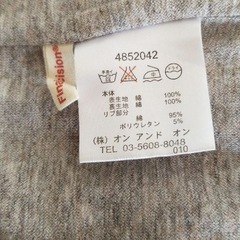 Fineision®
4852042
本体
表生地 綿 100%
裏生地 綿 100%
リブ部分 綿 95%
ポリウレタン 5%
(株) オン アンド オン
TEL 03-5608-8048
010